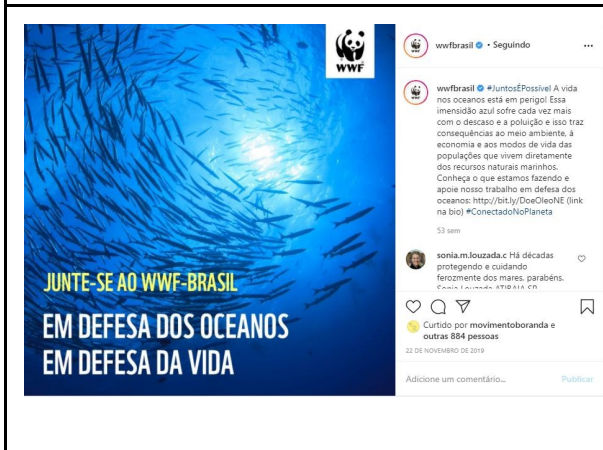 WWF
JUNTE-SE AO WWF-BRASIL
EM DEFESA DOS OCEANOS
EM DEFESA DA VIDA
wwfbrasil • Seguindo
wwfbrasil #JuntosÉPossível A vida
nos oceanos está em perigo! Essa
imensidão azul sofre cada vez mais
com o descaso e a poluição e isso traz
consequências ao meio ambiente, à
economia e aos modos de vida das
populações que vivem diretamente
dos recursos naturais marinhos.
Conheça o que estamos fazendo e
apoie nosso trabalho em defesa dos
oceanos: http://bit.ly/DoeOleoNE (link
na bio) #ConectadoNoPlaneta
53 sem
sonia.m.louzada.c Há décadas
protegendo e cuidando
ferozmente dos mares, parabéns.
Sonia Louzada ATIBAIA SP
Curtido por movimentoboranda e
outras 884 pessoas
22 DE NOVEMBRO DE 2019
Adicione um comentário... Publicar